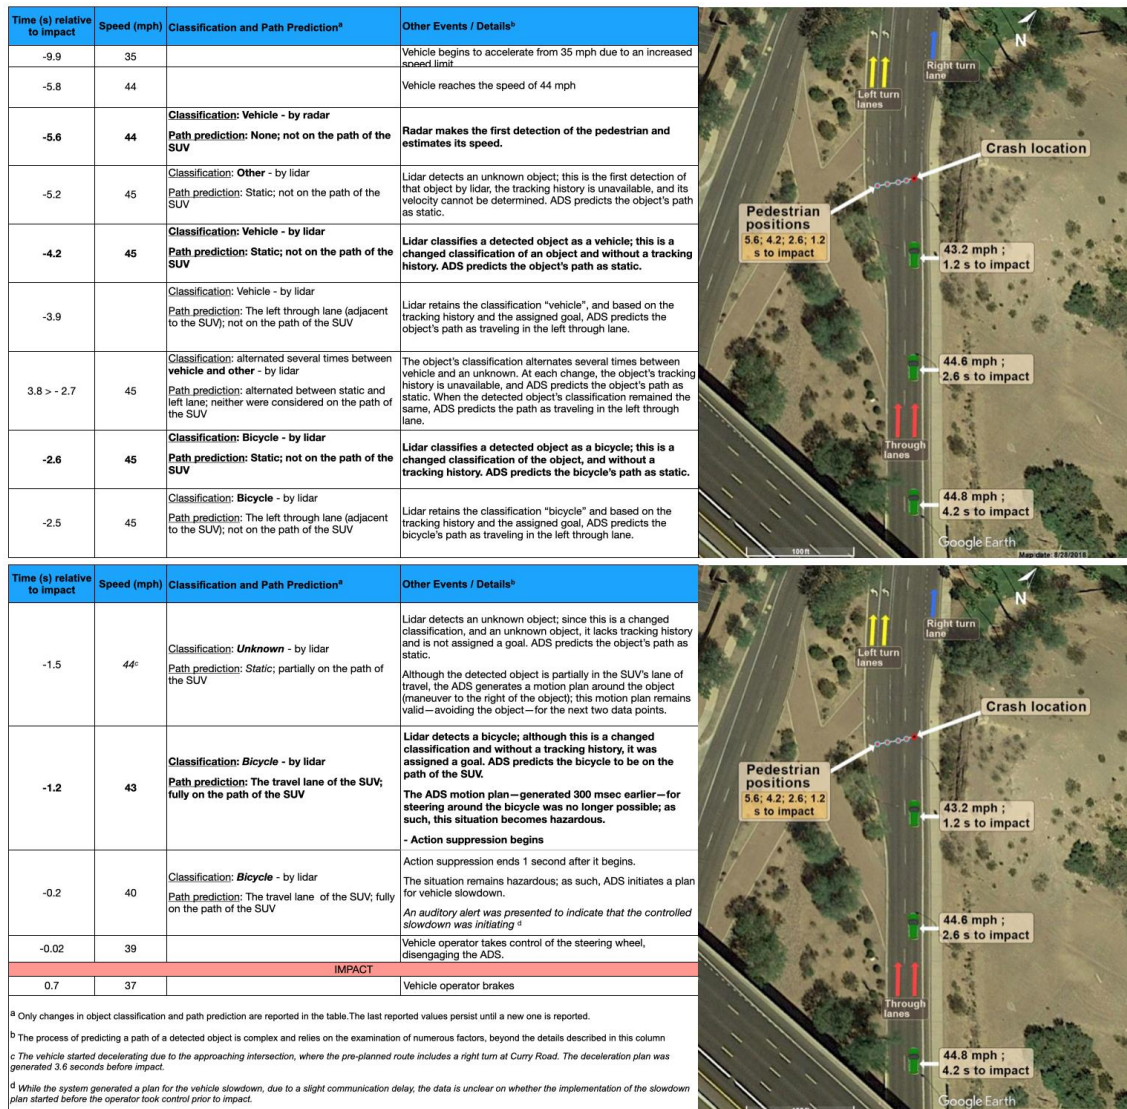 Time (s) relative to impact
Speed (mph)
Classification and Path Predictionᵃ
Other Events / Detailsᵇ
-9.9
35
Vehicle begins to accelerate from 35 mph due to an increased
speed limit
-5.8
44
Vehicle reaches the speed of 44 mph
-5.6
44
Classification: Vehicle - by radar
Path prediction: None; not on the path of the
SUV
Radar makes the first detection of the pedestrian and
estimates its speed.
-5.2
45
Classification: Other - by lidar
Path prediction: Static; not on the path of the
SUV
Lidar detects an unknown object; this is the first detection of
that object by lidar, the tracking history is unavailable, and its
velocity cannot be determined. ADS predicts the object's path
as static.
-4.2
45
Classification: Vehicle - by lidar
Path prediction: Static; not on the path of the
SUV
Lidar classifies a detected object as a vehicle; this is a
changed classification of an object and without a tracking
history. ADS predicts the object's path as static.
-3.9
45
Classification: Vehicle - by lidar
Path prediction: The left through lane (adjacent
to the SUV); not on the path of the SUV
Lidar retains the classification “vehicle”, and based on the
tracking history and the assigned goal, ADS predicts the
object's path as traveling in the left through lane.
3.8 > - 2.7
45
Classification: alternated several times between
vehicle and other - by lidar
Path prediction: alternated between static and
left lane; neither were considered on the path of
the SUV
The object's classification alternates several times between
vehicle and an unknown. At each change, the object's tracking
history is unavailable, and ADS predicts the object's path as
static. When the detected object's classification remained the
same, ADS predicts the path as traveling in the left through
lane.
-2.6
45
Classification: Bicycle - by lidar
Path prediction: Static; not on the path of the
SUV
Lidar classifies a detected object as a bicycle; this is a
changed classification of the object, and without a
tracking history. ADS predicts the bicycle's path as static.
-2.5
45
Classification: Bicycle - by lidar
Path prediction: The left through lane (adjacent
to the SUV); not on the path of the SUV
Lidar retains the classification “bicycle” and based on the
tracking history and the assigned goal, ADS predicts the
bicycle's path as traveling in the left through lane.
N
Right turn
lane
Left turn
lanes
Crash location
Pedestrian
positions
5.6; 4.2; 2.6; 1.2
s to impact
43.2 mph ;
1.2 s to impact
44.6 mph ;
2.6 s to impact
Through
lanes
44.8 mph ;
4.2 s to impact
100 ft
Google Earth
Map date: 8/28/2018
Time (s) relative to impact
Speed (mph)
Classification and Path Predictionᵃ
Other Events / Detailsᵇ
-1.5
44ᶜ
Classification: Unknown - by lidar
Path prediction: Static; partially on the path of
the SUV
Lidar detects an unknown object; since this is a changed
classification, and an unknown object, it lacks tracking history
and is not assigned a goal. ADS predicts the object's path as
static.
Although the detected object is partially in the SUV's lane of
travel, the ADS generates a motion plan around the object
(maneuver to the right of the object); this motion plan remains
valid—avoiding the object—for the next two data points.
-1.2
43
Classification: Bicycle - by lidar
Path prediction: The travel lane of the SUV;
fully on the path of the SUV
Lidar detects a bicycle; although this is a changed
classification and without a tracking history, it was
assigned a goal. ADS predicts the bicycle to be on the
path of the SUV.
The ADS motion plan—generated 300 msec earlier—for
steering around the bicycle was no longer possible; as
such, this situation becomes hazardous.
- Action suppression begins
-0.2
40
Classification: Bicycle - by lidar
Path prediction: The travel lane of the SUV; fully
on the path of the SUV
Action suppression ends 1 second after it begins.
The situation remains hazardous; as such, ADS initiates a plan
for vehicle slowdown.
An auditory alert was presented to indicate that the controlled
slowdown was initiating ᵈ
-0.02
39
Vehicle operator takes control of the steering wheel,
disengaging the ADS.
IMPACT
0.7
37
Vehicle operator brakes
ᵃ Only changes in object classification and path prediction are reported in the table.The last reported values persist until a new one is reported.
ᵇ The process of predicting a path of a detected object is complex and relies on the examination of numerous factors, beyond the details described in this column
c The vehicle started decelerating due to the approaching intersection, where the pre-planned route includes a right turn at Curry Road. The deceleration plan was
generated 3.6 seconds before impact.
ᵈ While the system generated a plan for the vehicle slowdown, due to a slight communication delay, the data is unclear on whether the implementation of the slowdown
plan started before the operator took control prior to impact.
N
Right turn
lane
Left turn
lanes
Crash location
Pedestrian
positions
5.6; 4.2; 2.6; 1.2
s to impact
43.2 mph ;
1.2 s to impact
44.6 mph ;
2.6 s to impact
Through
lanes
44.8 mph ;
4.2 s to impact
Google Earth